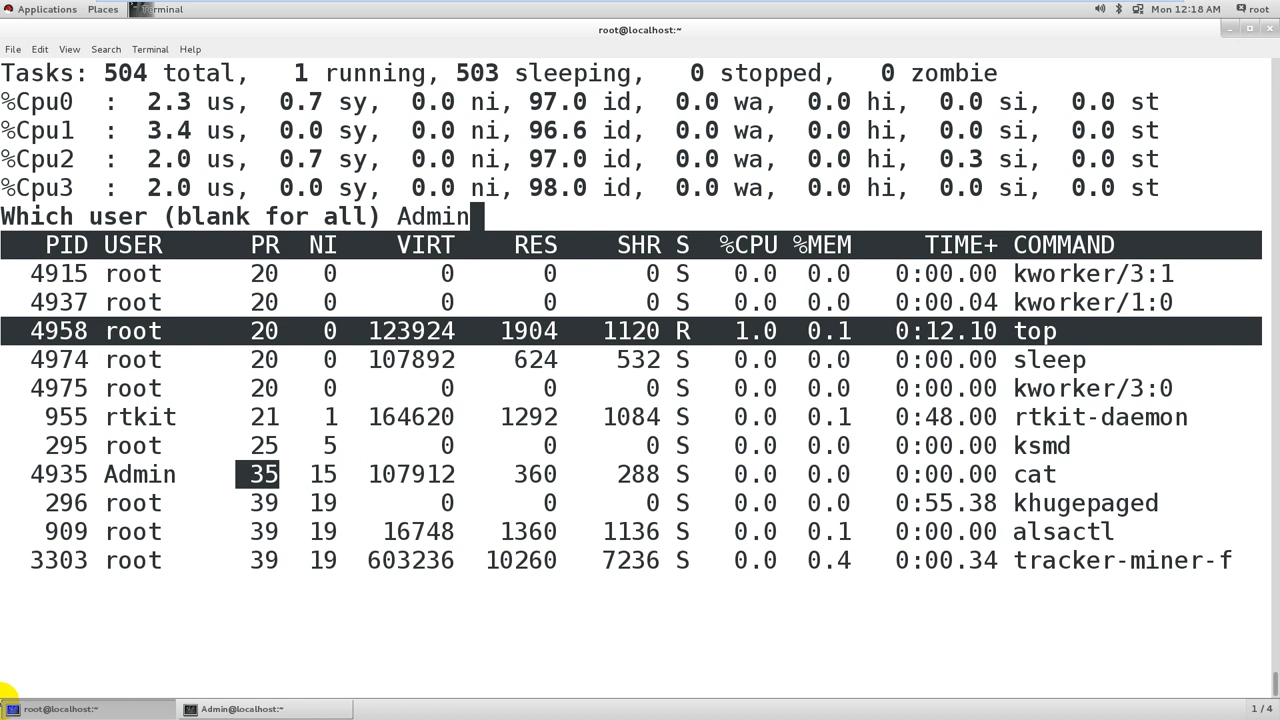 Applications Places Terminal Mon 12:18 AM root
root@localhost:~
File Edit View Search Terminal Help
Tasks: 504 total, 1 running, 503 sleeping, 0 stopped, 0 zombie
%Cpu0 : 2.3 us, 0.7 sy, 0.0 ni, 97.0 id, 0.0 wa, 0.0 hi, 0.0 si, 0.0 st
%Cpu1 : 3.4 us, 0.0 sy, 0.0 ni, 96.6 id, 0.0 wa, 0.0 hi, 0.0 si, 0.0 st
%Cpu2 : 2.0 us, 0.7 sy, 0.0 ni, 97.0 id, 0.0 wa, 0.0 hi, 0.3 si, 0.0 st
%Cpu3 : 2.0 us, 0.0 sy, 0.0 ni, 98.0 id, 0.0 wa, 0.0 hi, 0.0 si, 0.0 st
Which user (blank for all) Admin
PID USER PR NI VIRT RES SHR S %CPU %MEM TIME+ COMMAND
4915 root 20 0 0 0 0 S 0.0 0.0 0:00.00 kworker/3:1
4937 root 20 0 0 0 0 S 0.0 0.0 0:00.04 kworker/1:0
4958 root 20 0 123924 1904 1120 R 1.0 0.1 0:12.10 top
4974 root 20 0 107892 624 532 S 0.0 0.0 0:00.00 sleep
4975 root 20 0 0 0 0 S 0.0 0.0 0:00.00 kworker/3:0
955 rtkit 21 1 164620 1292 1084 S 0.0 0.1 0:48.00 rtkit-daemon
295 root 25 5 0 0 0 S 0.0 0.0 0:00.00 ksmd
4935 Admin 35 15 107912 360 288 S 0.0 0.0 0:00.00 cat
296 root 39 19 0 0 0 S 0.0 0.0 0:55.38 khugepaged
909 root 39 19 16748 1360 1136 S 0.0 0.1 0:00.00 alsactl
3303 root 39 19 603236 10260 7236 S 0.0 0.4 0:00.34 tracker-miner-f
root@localhost:~ Admin@localhost:~ 1 / 4